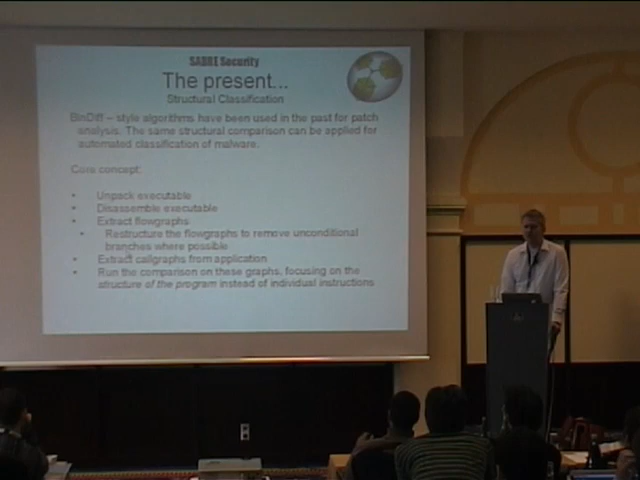 SABRE Security
The present...
Structural Classification
BinDiff – style algorithms have been used in the past for patch
analysis. The same structural comparison can be applied for
automated classification of malware.
Core concept:
• Unpack executable
• Disassemble executable
• Extract flowgraphs
• Restructure the flowgraphs to remove unconditional
branches where possible
• Extract callgraphs from application
• Run the comparison on these graphs, focusing on the
structure of the program instead of individual instructions